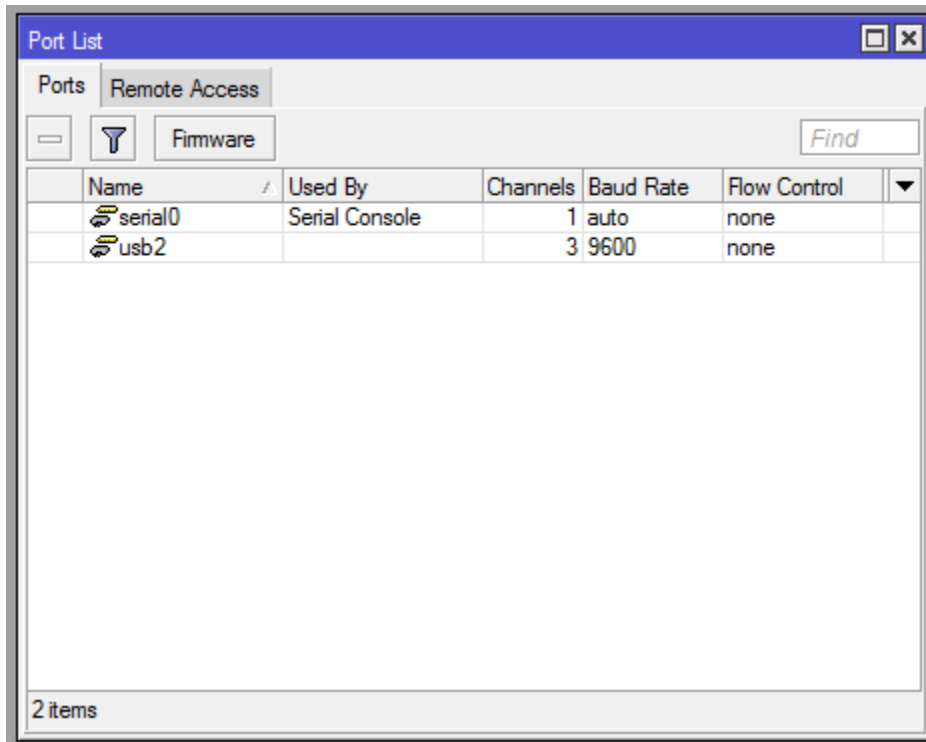 Port List
Ports Remote Access
Firmware Find
Name Used By Channels Baud Rate Flow Control
serial0 Serial Console 1 auto none
usb2 3 9600 none
2 items